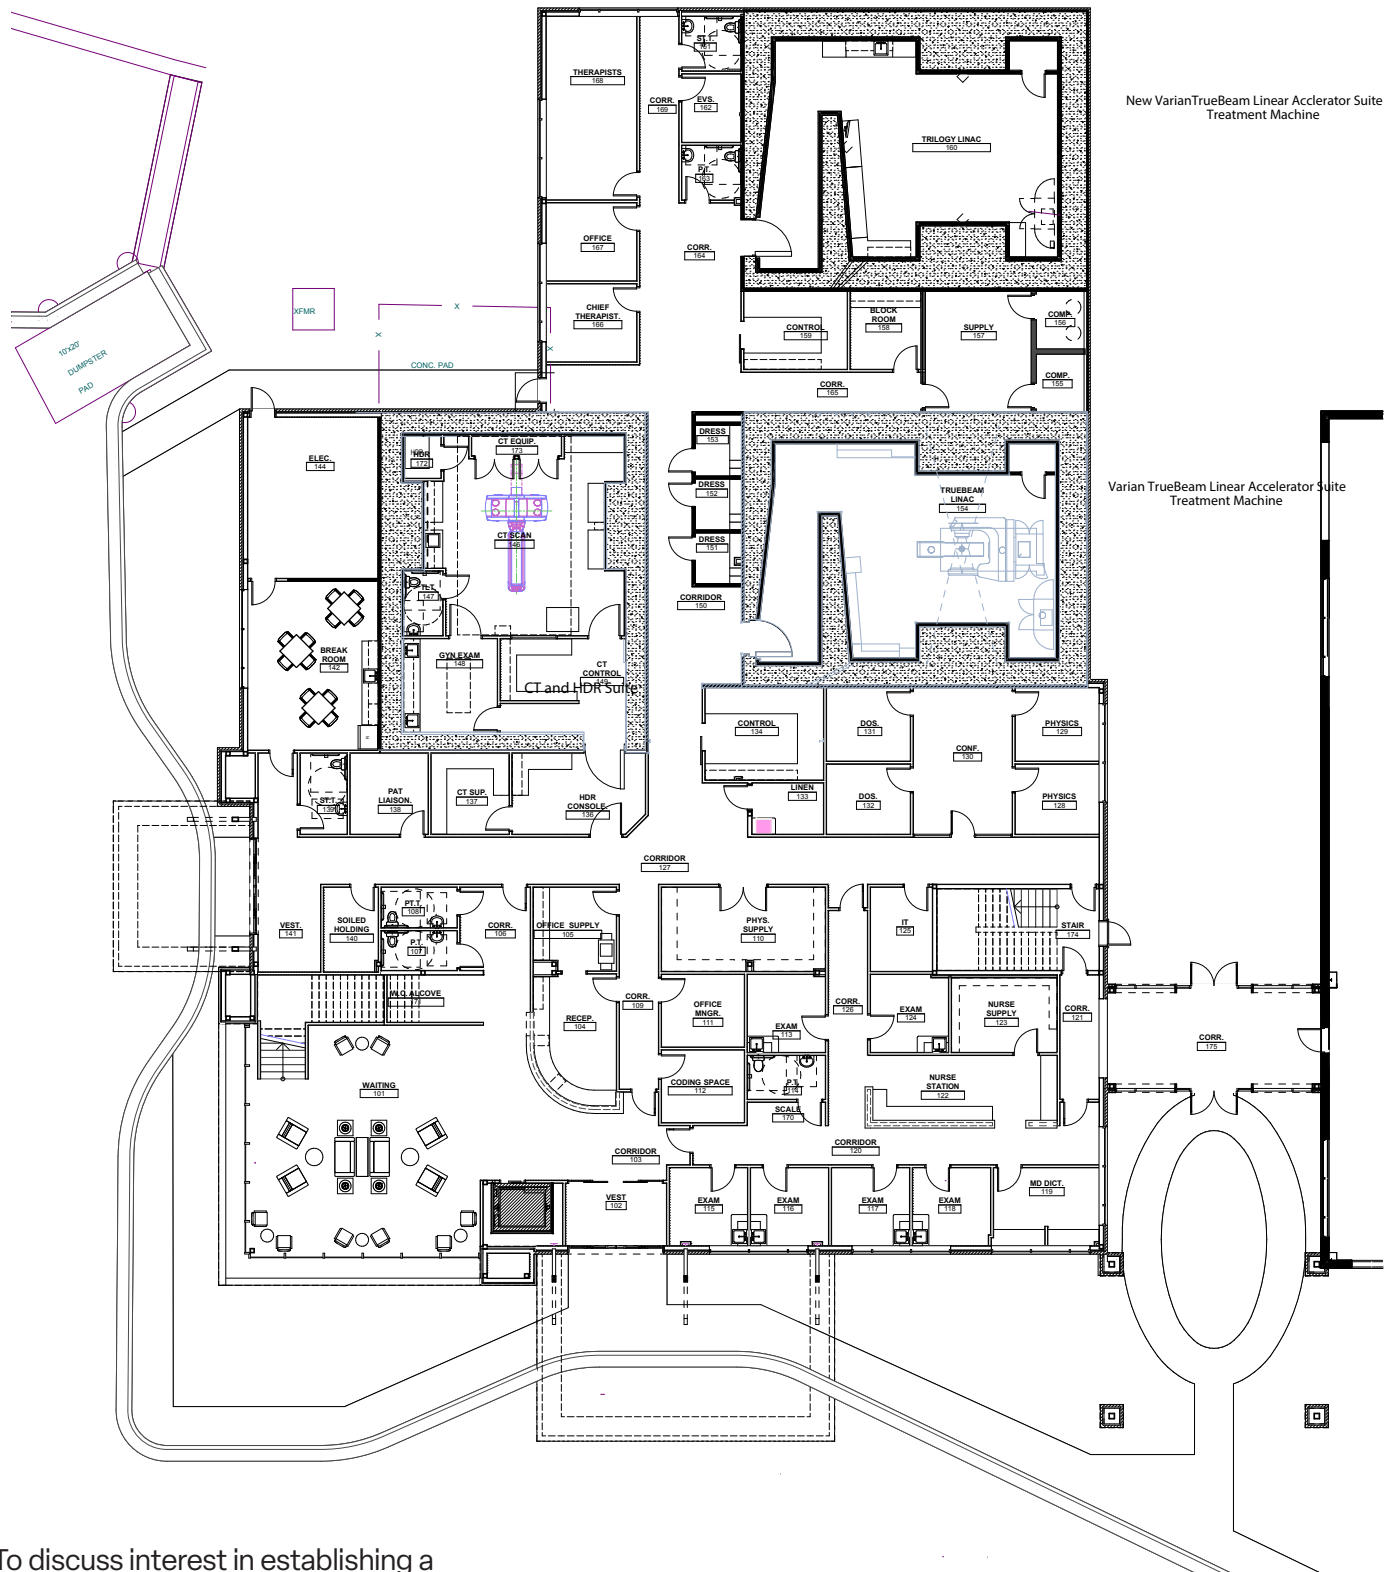 THERAPISTS
168
CORR.
169
S.T.T.
161
EVS.
162
P.T.
163
TRILOGY LINAC
160
New VarianTrueBeam Linear Acclerator Suite
Treatment Machine
OFFICE
167
CORR.
164
CHIEF
THERAPIST.
166
CONTROL
159
BLOCK
ROOM
158
SUPPLY
157
COMP.
156
COMP.
155
CORR.
165
XFMR
X
X
X
CONC. PAD
10'x20'
DUMPSTER
PAD
ELEC.
144
HDR
172
CT EQUIP.
173
CT SCAN
146
DRESS
153
DRESS
152
DRESS
151
CORRIDOR
150
TRUEBEAM
LINAC
154
Varian TrueBeam Linear Accelerator Suite
Treatment Machine
TLT.
147
BREAK
ROOM
142
GYN EXAM
148
CT
CONTROL
149
CT and HDR Suite
CONTROL
134
DOS.
131
CONF.
130
PHYSICS
129
S.T.T.
139
PAT
LIAISON.
138
CT SUP.
137
HDR
CONSOLE
136
LINEN
133
DOS.
132
PHYSICS
128
CORRIDOR
127
VEST.
141
SOILED
HOLDING
140
PT.T.
108
P.T.
107
CORR.
106
OFFICE SUPPLY
105
PHYS.
SUPPLY
110
IT
125
STAIR
174
W.C. ALCOVE
RECEP.
104
CORR.
109
OFFICE
MNGR.
111
EXAM
113
CORR.
126
EXAM
124
NURSE
SUPPLY
123
CORR.
121
CORR.
175
WAITING
101
CODING SPACE
112
P.T.
114
SCALE
170
NURSE
STATION
122
CORRIDOR
103
CORRIDOR
120
VEST
102
EXAM
115
EXAM
116
EXAM
117
EXAM
118
MD DICT.
119
To discuss interest in establishing a